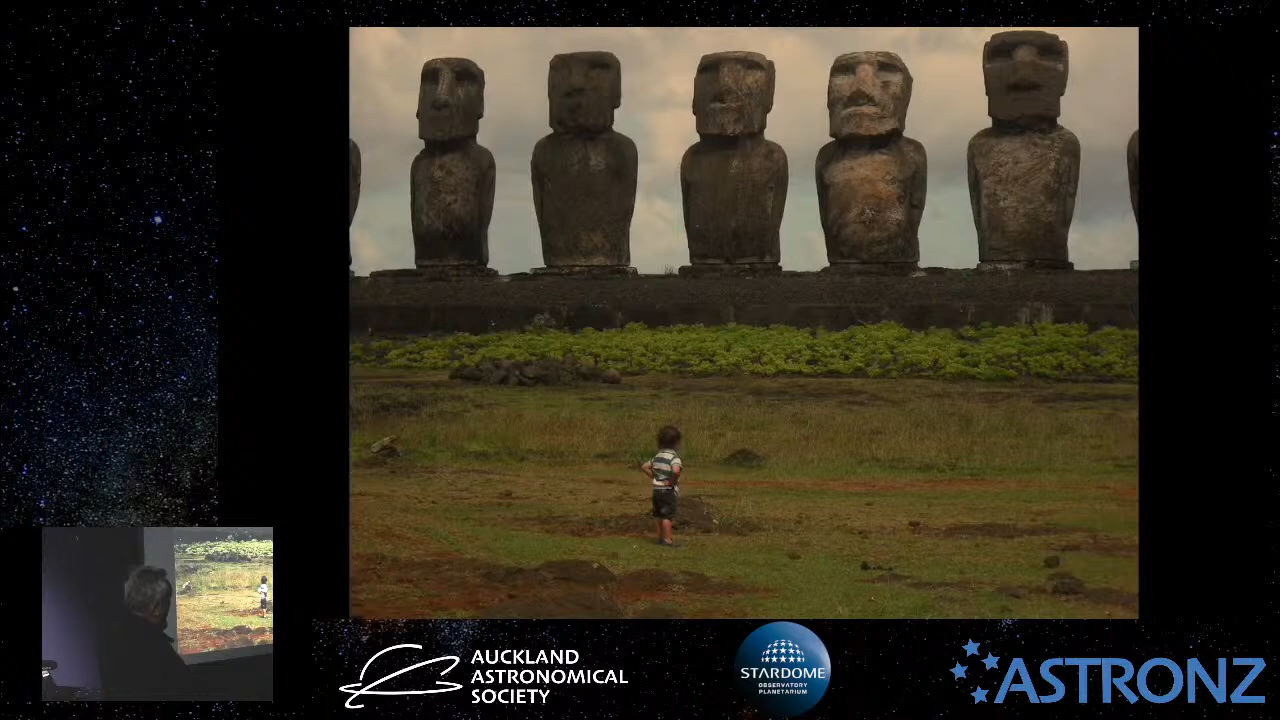 AUCKLAND
ASTRONOMICAL
SOCIETY
STARDOME
OBSERVATORY
PLANETARIUM
ASTRONZ